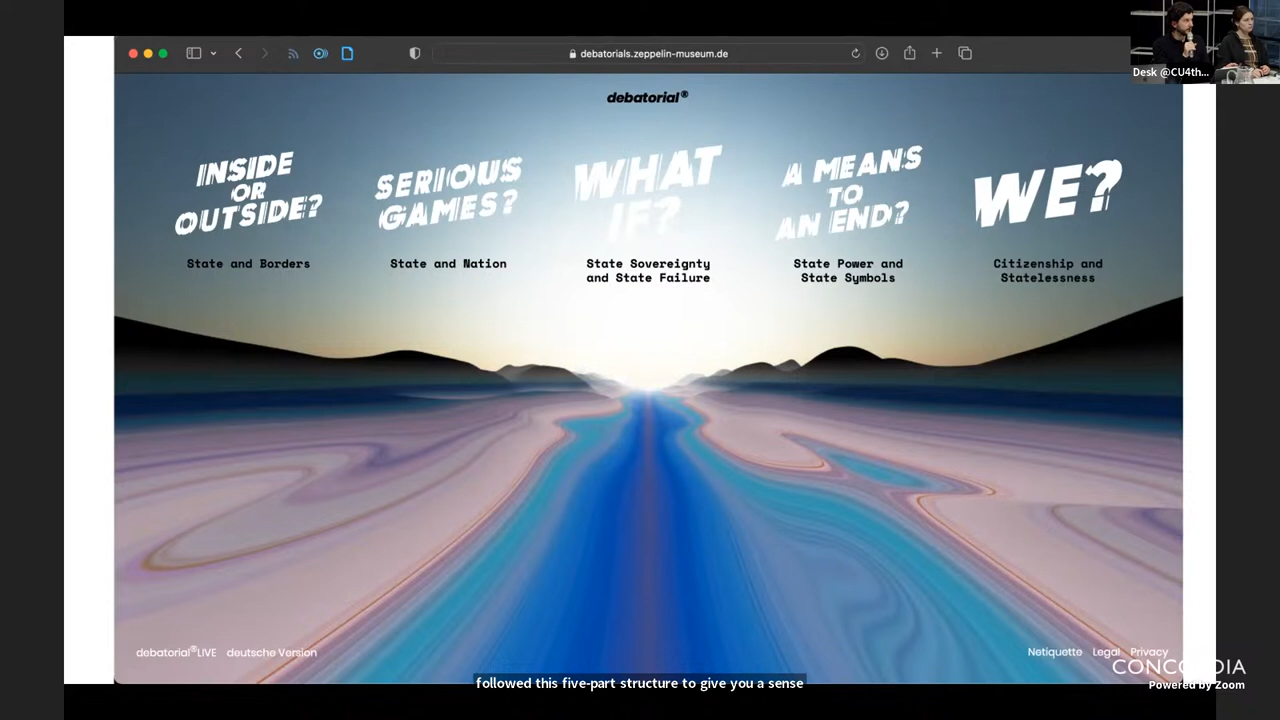 debatorials.zeppelin-museum.de
Desk @CU4th...
debatorial®
INSIDE
OR
OUTSIDE?
State and Borders
SERIOUS
GAMES?
State and Nation
WHAT
IF?
State Sovereignty
and State Failure
A MEANS
TO
AN END?
State Power and
State Symbols
WE?
Citizenship and
Statelessness
debatorial®LIVE deutsche Version
Netiquette Legal Privacy
CONCORDIA
Powered by Zoom
followed this five-part structure to give you a sense